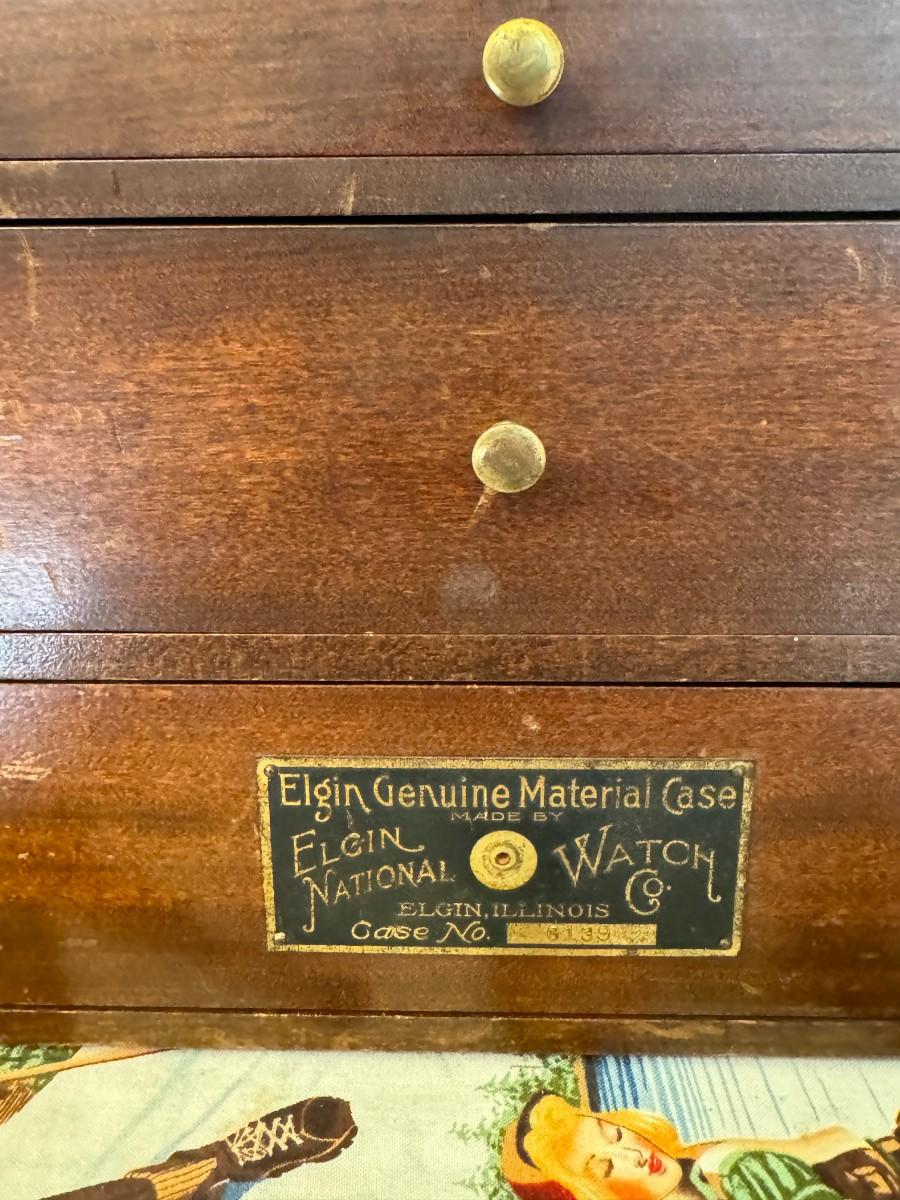 Elgin Genuine Material Case
MADE BY
ELGIN NATIONAL
WATCH Co.
ELGIN, ILLINOIS
Case No. 6139